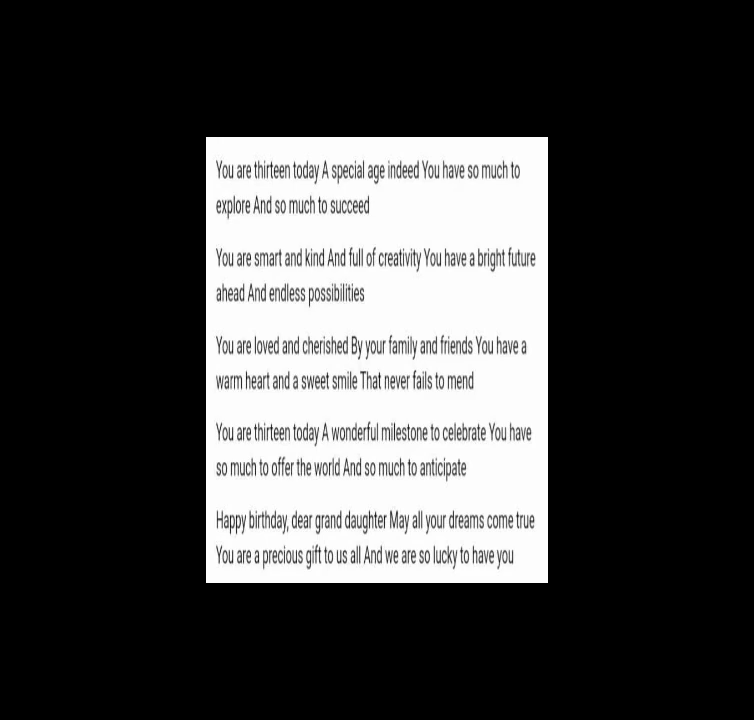 You are thirteen today A special age indeed You have so much to
explore And so much to succeed
You are smart and kind And full of creativity You have a bright future
ahead And endless possibilities
You are loved and cherished By your family and friends You have a
warm heart and a sweet smile That never fails to mend
You are thirteen today A wonderful milestone to celebrate You have
so much to offer the world And so much to anticipate
Happy birthday, dear grand daughter May all your dreams come true
You are a precious gift to us all And we are so lucky to have you